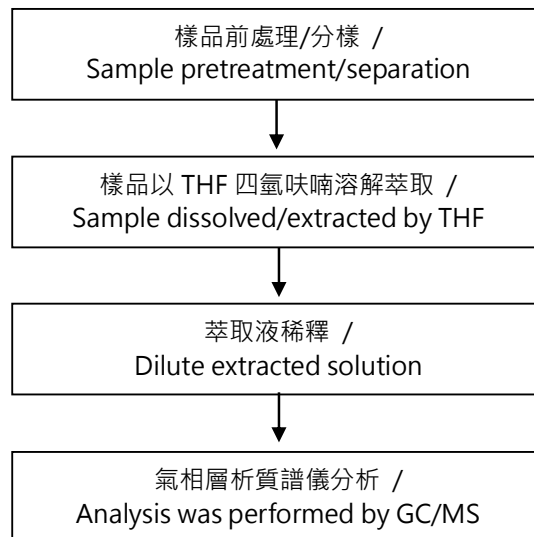 樣品前處理/分樣 /
Sample pretreatment/separation
樣品以 THF 四氫呋喃溶解萃取 /
Sample dissolved/extracted by THF
萃取液稀釋 /
Dilute extracted solution
氣相層析質譜儀分析 /
Analysis was performed by GC/MS